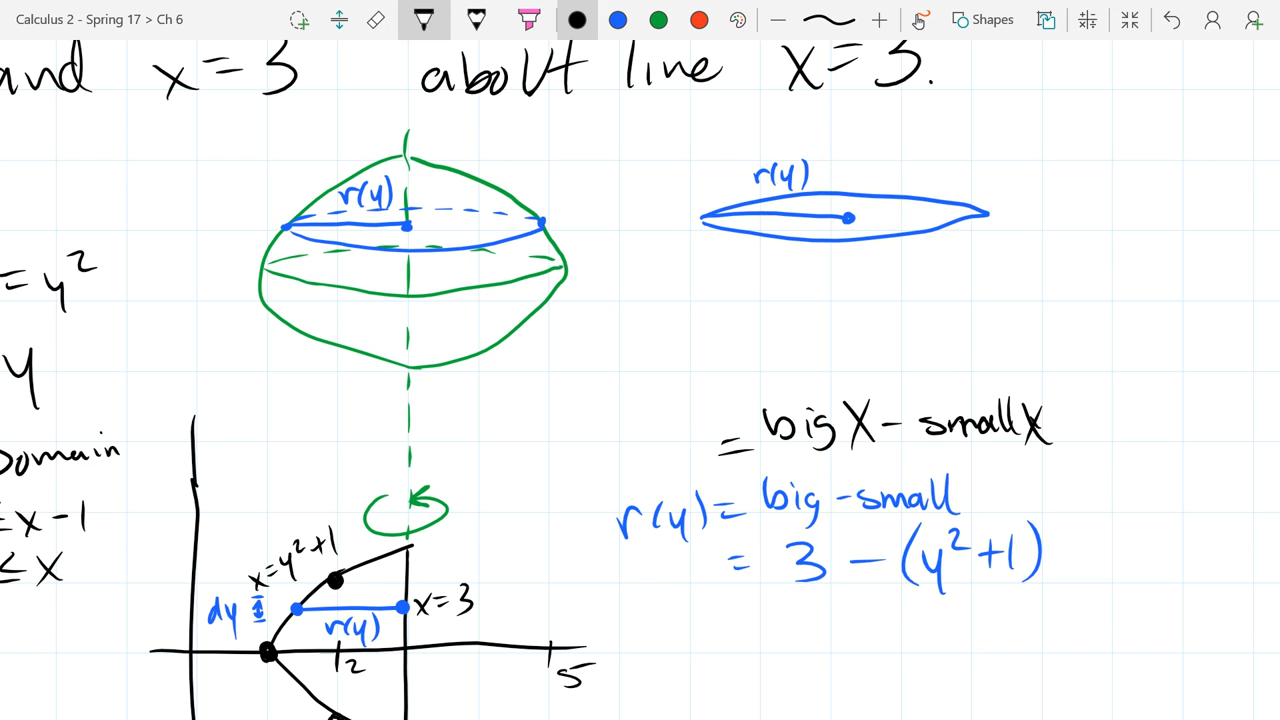 Calculus 2 - Spring 17 > Ch 6
Shapes
and x = 3 about line x = 3.
r(y)
r(y)
= y²
y
Domain
≤ x - 1
≤ x
= big x - small x
r(y) = big - small
= 3 - (y² + 1)
x = y² + 1
dy
r(y)
x = 3
2
5